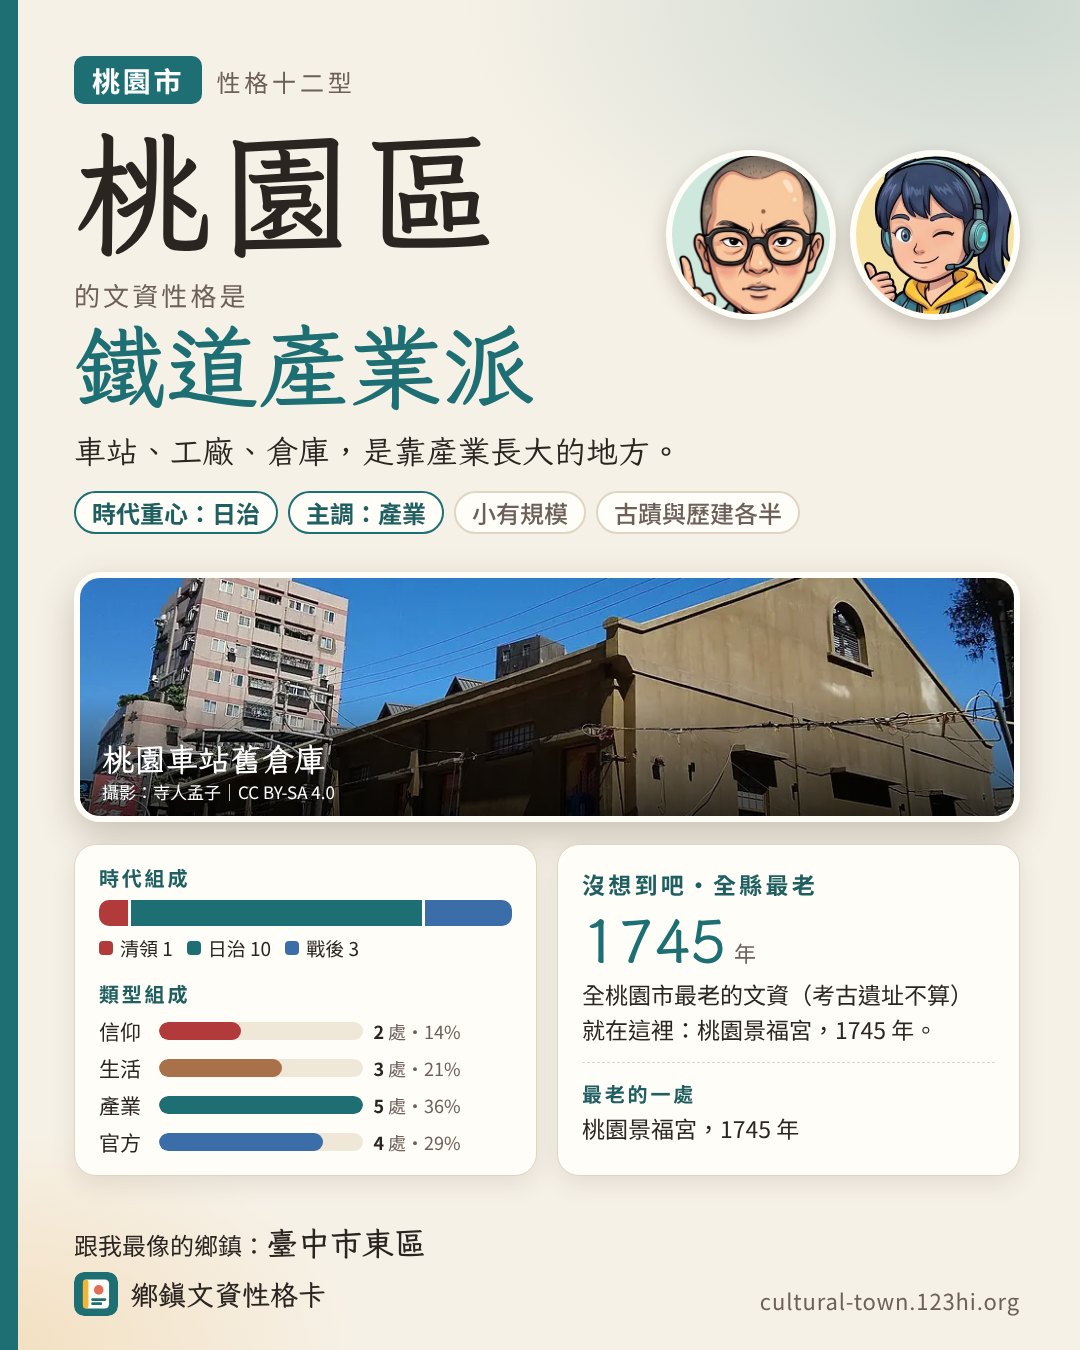 桃園市 性格十二型
桃園區
的文資性格是
鐵道產業派
車站、工廠、倉庫，是靠產業長大的地方。
時代重心：日治 主調：產業 小有規模 古蹟與歷建各半
桃園車站舊倉庫
攝影：寺人孟子｜CC BY-SA 4.0
時代組成
清領 1 日治 10 戰後 3
類型組成
信仰 2 處・14%
生活 3 處・21%
產業 5 處・36%
官方 4 處・29%
沒想到吧・全縣最老
1745 年
全桃園市最老的文資（考古遺址不算）
就在這裡：桃園景福宮，1745 年。
最老的一處
桃園景福宮，1745 年
跟我最像的鄉鎮：臺中市東區
鄉鎮文資性格卡
cultural-town.123hi.org